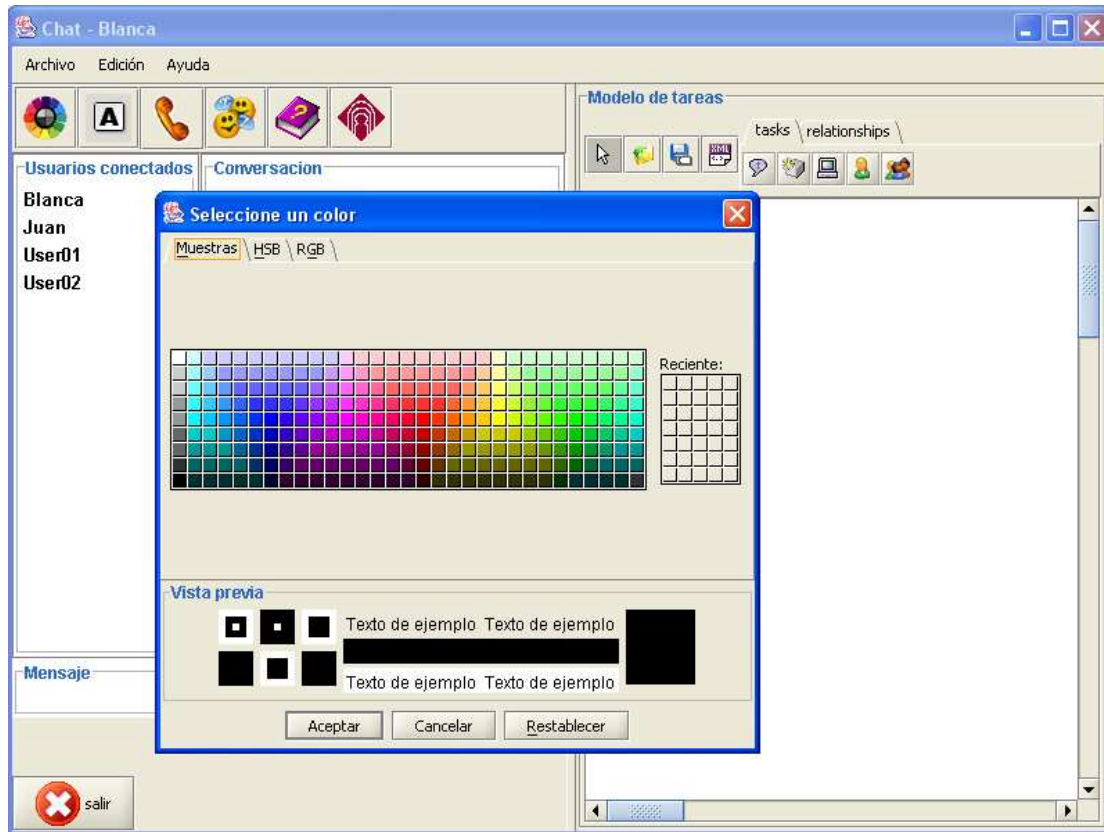 Chat - Blanca
Archivo Edición Ayuda
A
Modelo de tareas
tasks relationships
XML
Usuarios conectados
Conversacion
Blanca
Juan
User01
User02
Seleccione un color
Muestras HSB RGB
Reciente:
Vista previa
Texto de ejemplo Texto de ejemplo
Texto de ejemplo Texto de ejemplo
Aceptar Cancelar Restablecer
Mensaje
salir